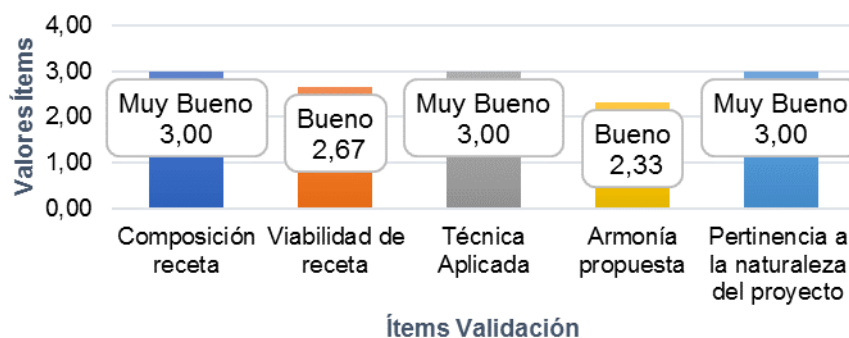 Valores Ítems
4,00
3,00
2,00
1,00
0,00
Muy Bueno
3,00
Bueno
2,67
Muy Bueno
3,00
Bueno
2,33
Muy Bueno
3,00
Composición
receta
Viabilidad de
receta
Técnica
Aplicada
Armonía
propuesta
Pertinencia a
la naturaleza
del proyecto
Ítems Validación